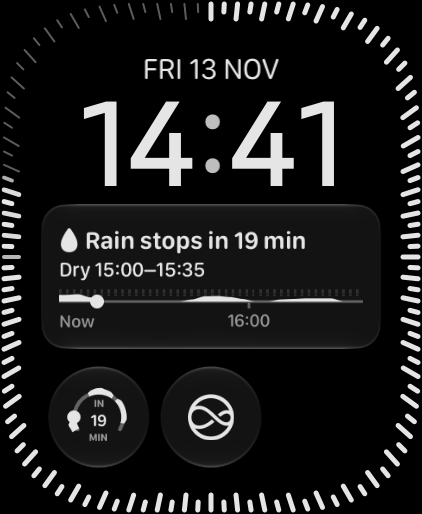 FRI 13 NOV
14:41
Rain stops in 19 min
Dry 15:00–15:35
Now 16:00
IN
19
MIN